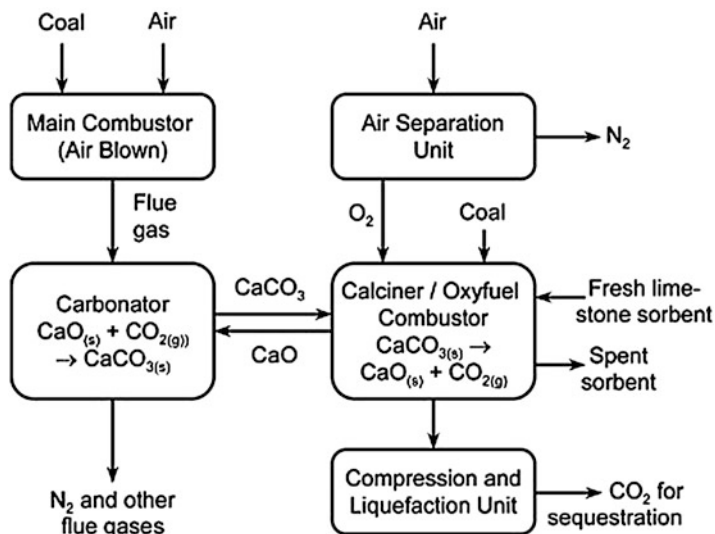 Coal
Air
Air
Main Combustor
(Air Blown)
Air Separation
Unit
N₂
Flue
gas
O₂
Coal
Carbonator
CaO(s) + CO₂(g))
→ CaCO₃(s)
CaCO₃
CaO
Calciner / Oxyfuel
Combustor
CaCO₃(s) →
CaO(s) + CO₂(g)
Fresh lime-
stone sorbent
Spent
sorbent
N₂ and other
flue gases
Compression and
Liquefaction Unit
CO₂ for
sequestration